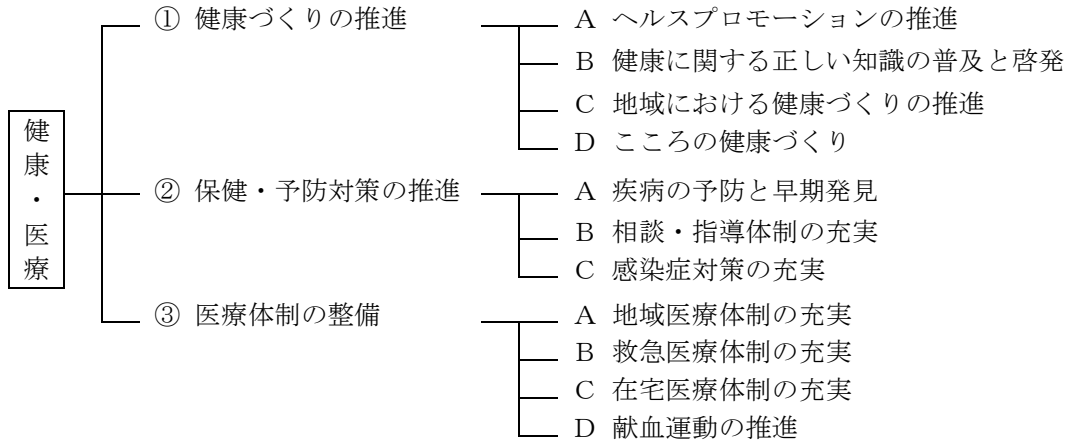 健康・医療
① 健康づくりの推進
A ヘルスプロモーションの推進
B 健康に関する正しい知識の普及と啓発
C 地域における健康づくりの推進
D こころの健康づくり
② 保健・予防対策の推進
A 疾病の予防と早期発見
B 相談・指導体制の充実
C 感染症対策の充実
③ 医療体制の整備
A 地域医療体制の充実
B 救急医療体制の充実
C 在宅医療体制の充実
D 献血運動の推進